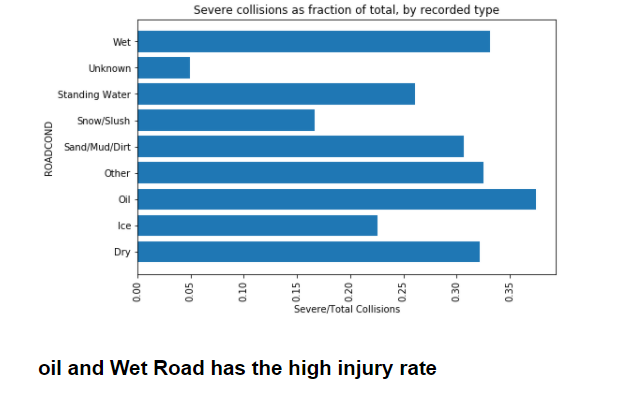 Severe collisions as fraction of total, by recorded type
ROADCOND
Wet
Unknown
Standing Water
Snow/Slush
Sand/Mud/Dirt
Other
Oil
Ice
Dry
0.00 0.05 0.10 0.15 0.20 0.25 0.30 0.35
Severe/Total Collisions
oil and Wet Road has the high injury rate